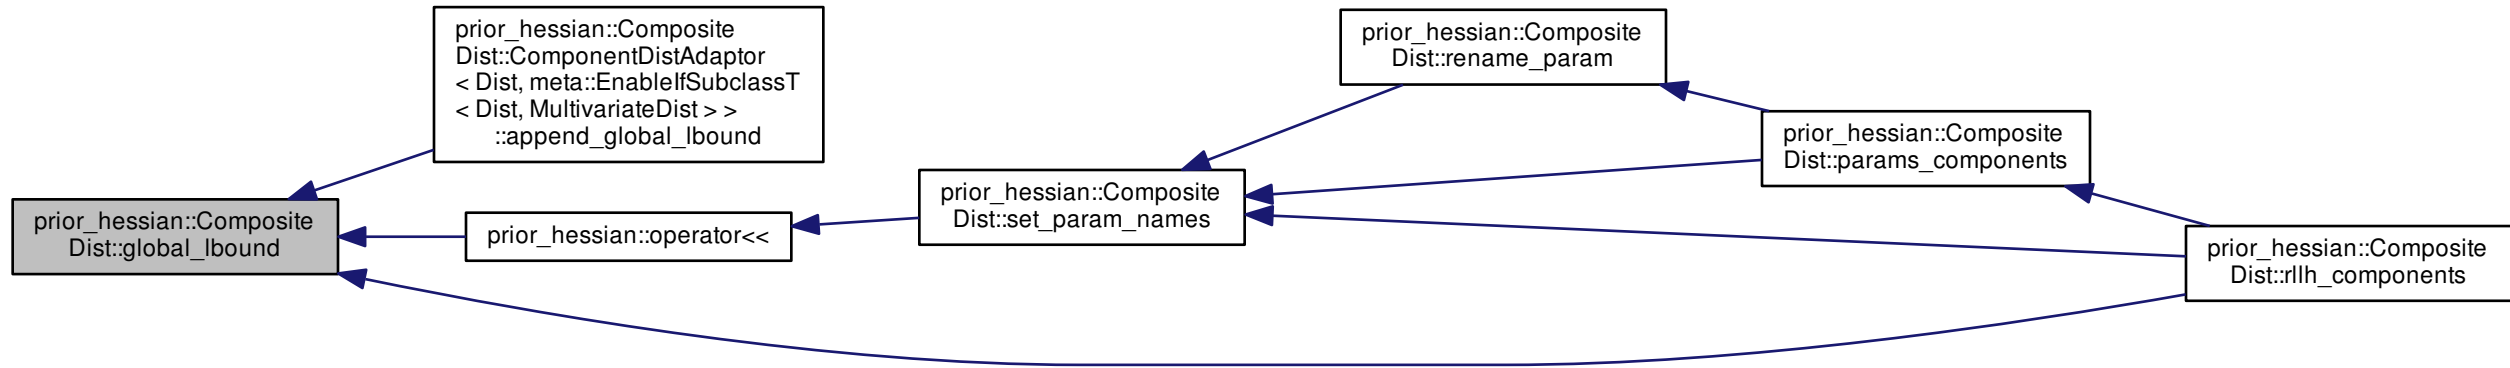 prior_hessian::Composite
Dist::global_lbound
prior_hessian::Composite
Dist::ComponentDistAdaptor
< Dist, meta::EnableIfSubclassT
< Dist, MultivariateDist > >
::append_global_lbound
prior_hessian::operator<<
prior_hessian::Composite
Dist::set_param_names
prior_hessian::Composite
Dist::rename_param
prior_hessian::Composite
Dist::params_components
prior_hessian::Composite
Dist::rllh_components